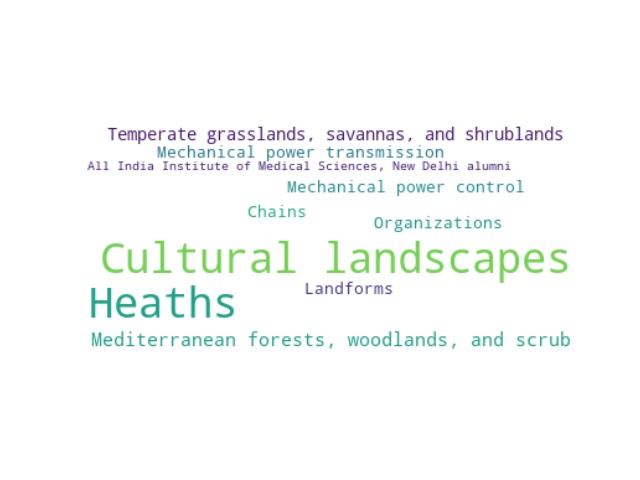 Temperate grasslands, savannas, and shrublands
Mechanical power transmission
All India Institute of Medical Sciences, New Delhi alumni
Mechanical power control
Chains
Organizations
Cultural landscapes
Landforms
Heaths
Mediterranean forests, woodlands, and scrub